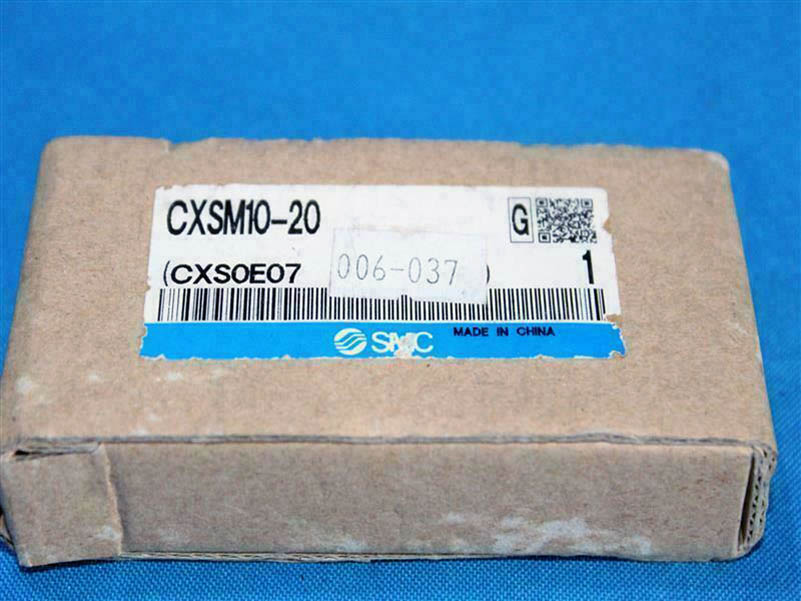 CXSM10-20 G
(CXS0E07 006-037 ) 1
SMC MADE IN CHINA